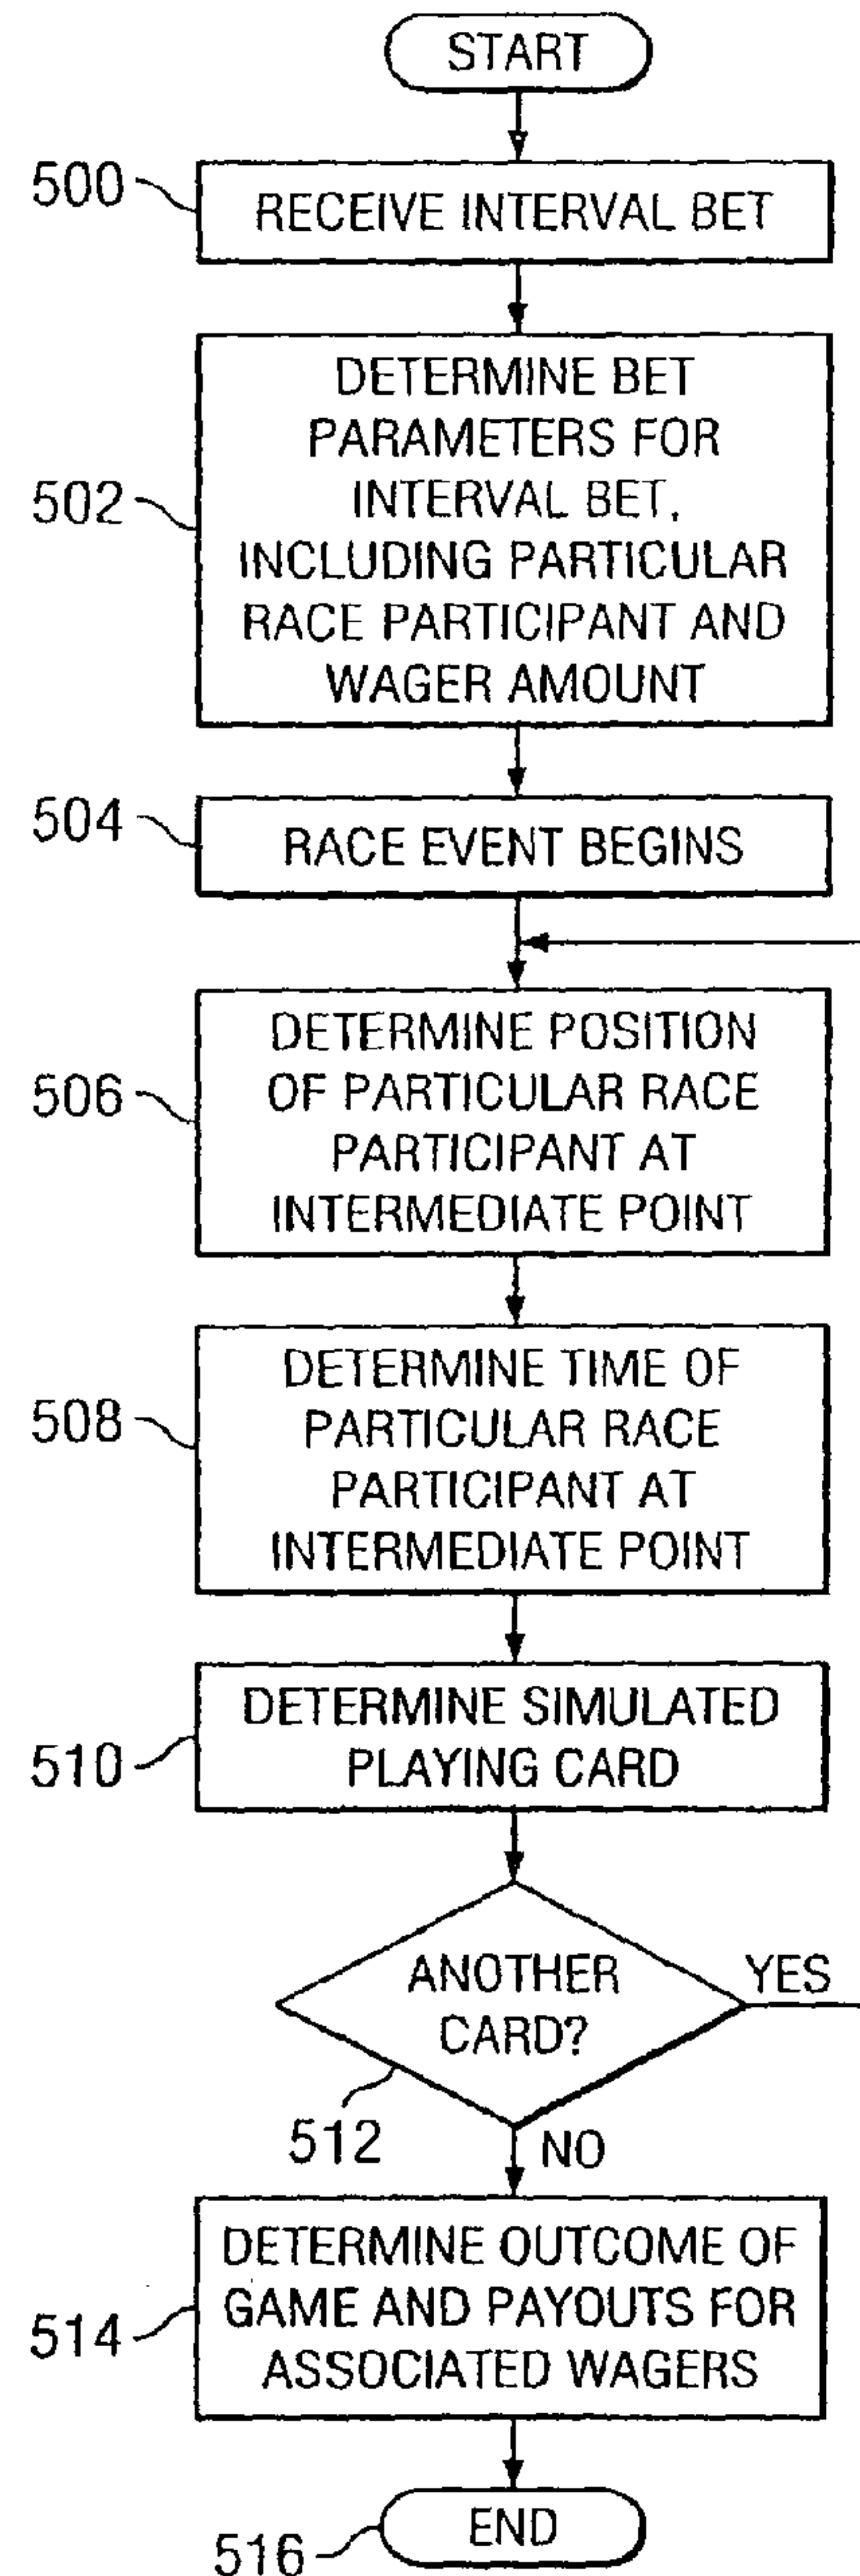 START
500
RECEIVE INTERVAL BET
502
DETERMINE BET
PARAMETERS FOR
INTERVAL BET,
INCLUDING PARTICULAR
RACE PARTICIPANT AND
WAGER AMOUNT
504
RACE EVENT BEGINS
506
DETERMINE POSITION
OF PARTICULAR RACE
PARTICIPANT AT
INTERMEDIATE POINT
508
DETERMINE TIME OF
PARTICULAR RACE
PARTICIPANT AT
INTERMEDIATE POINT
510
DETERMINE SIMULATED
PLAYING CARD
ANOTHER
CARD?
YES
512
NO
514
DETERMINE OUTCOME OF
GAME AND PAYOUTS FOR
ASSOCIATED WAGERS
516
END